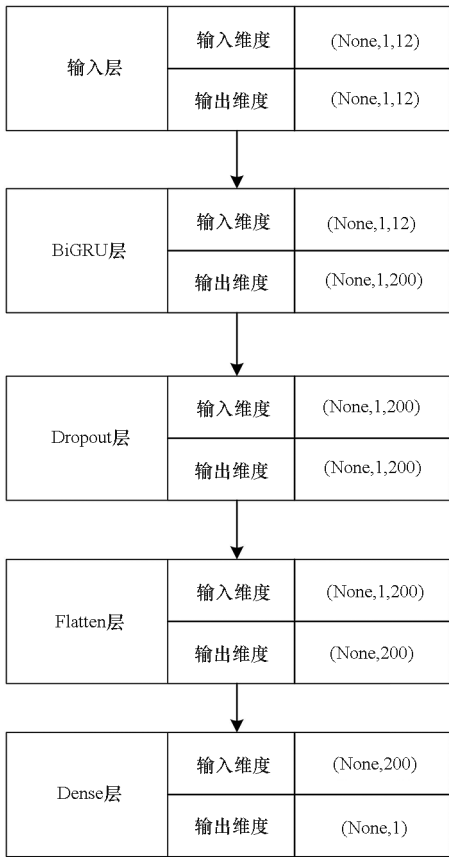 输入层
输入维度
(None,1,12)
输出维度
(None,1,12)
BiGRU层
输入维度
(None,1,12)
输出维度
(None,1,200)
Dropout层
输入维度
(None,1,200)
输出维度
(None,1,200)
Flatten层
输入维度
(None,1,200)
输出维度
(None,200)
Dense层
输入维度
(None,200)
输出维度
(None,1)